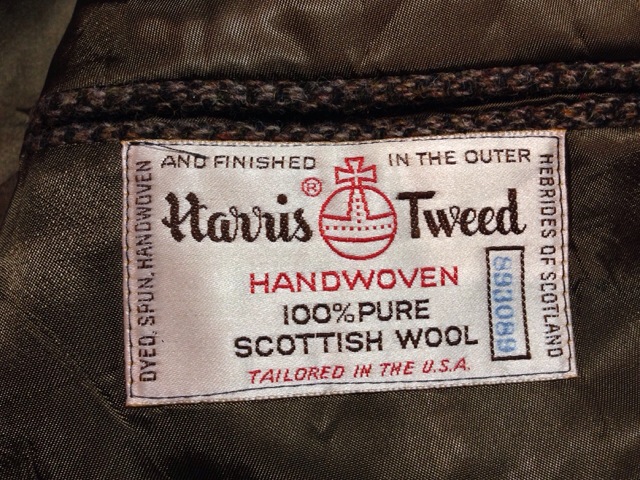 DYED, SPUN, HANDWOVEN
AND FINISHED IN THE OUTER
HEBRIDES OF SCOTLAND
Harris® Tweed
HANDWOVEN
100% PURE
SCOTTISH WOOL
TAILORED IN THE U.S.A.
893089